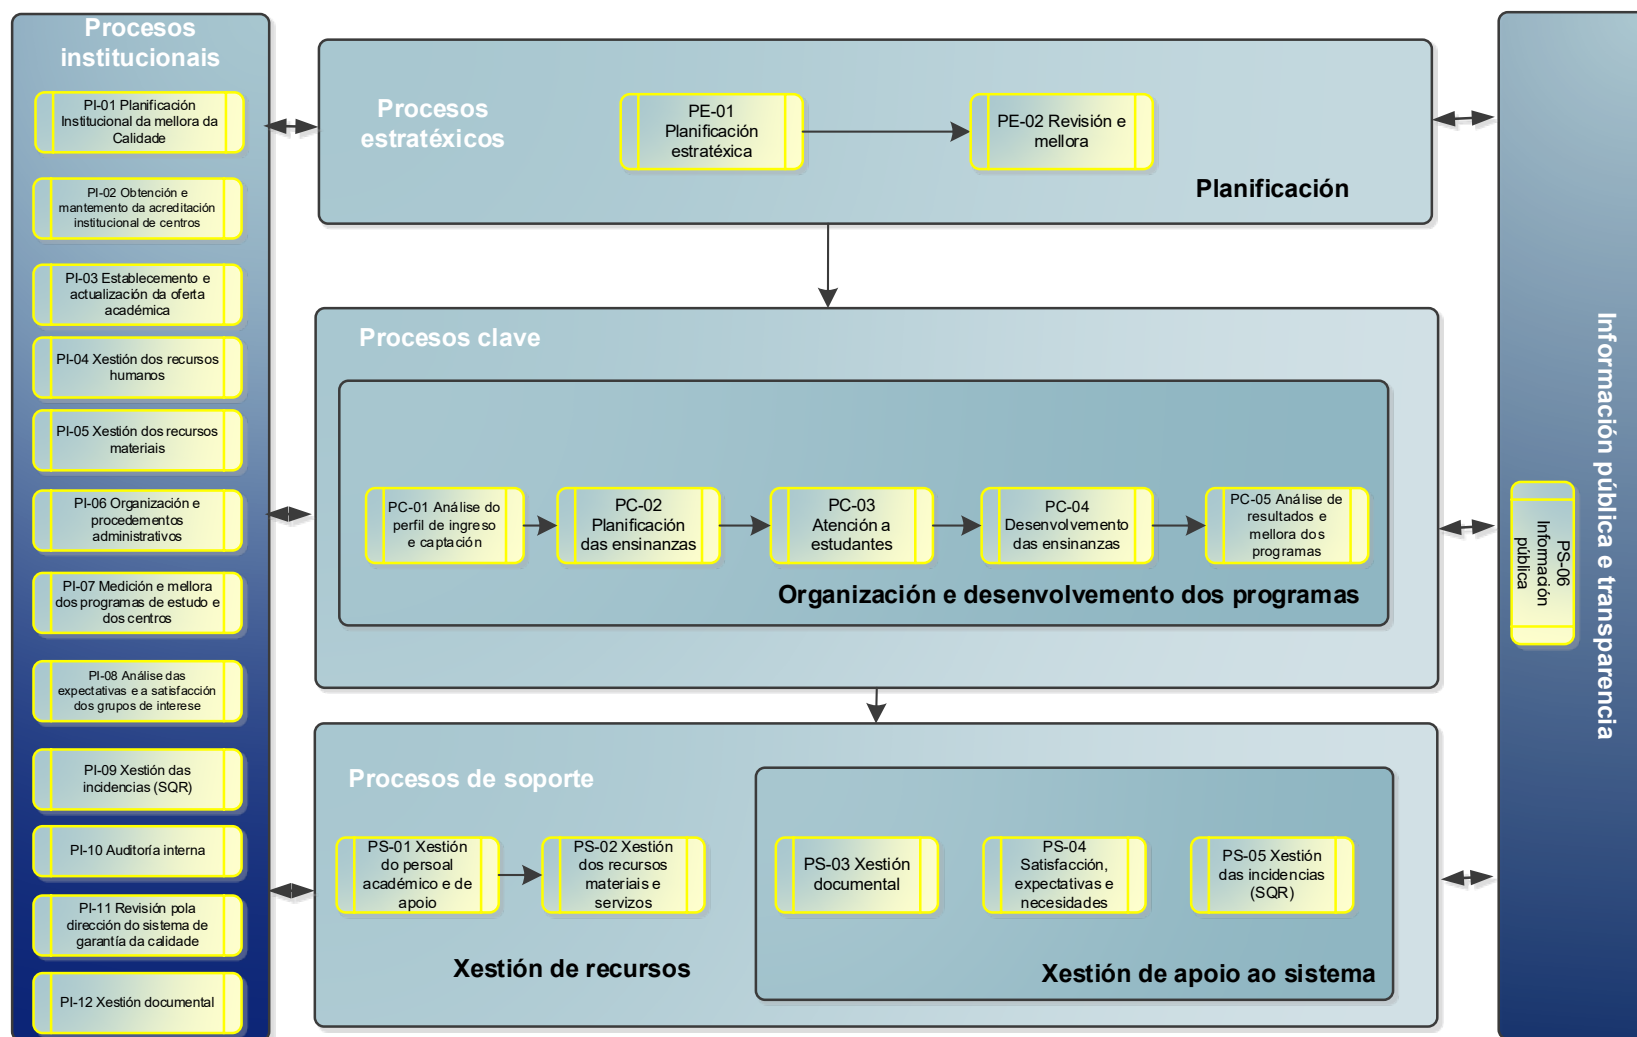 Procesos
institucionais
PI-01 Planificación
Institucional da mellora da
Calidade
PI-02 Obtención e
mantemento da acreditación
institucional de centros
PI-03 Establecemento e
actualización da oferta
académica
PI-04 Xestión dos recursos
humanos
PI-05 Xestión dos recursos
materiais
PI-06 Organización e
procedementos
administrativos
PI-07 Medición e mellora
dos programas de estudo e
dos centros
PI-08 Análise das
expectativas e a satisfacción
dos grupos de interese
PI-09 Xestión das
incidencias (SQR)
PI-10 Auditoría interna
PI-11 Revisión pola
dirección do sistema de
garantía da calidade
PI-12 Xestión documental
Procesos
estratéxicos
PE-01
Planificación
estratéxica
PE-02 Revisión e
mellora
Planificación
Procesos clave
PC-01 Análise do
perfil de ingreso
e captación
PC-02
Planificación
das ensinanzas
PC-03
Atención a
estudantes
PC-04
Desenvolvemento
das ensinanzas
PC-05 Análise de
resultados e
mellora dos
programas
Organización e desenvolvemento dos programas
Procesos de soporte
PS-01 Xestión
do persoal
académico e de
apoio
PS-02 Xestión
dos recursos
materiais e
servizos
Xestión de recursos
PS-03 Xestión
documental
PS-04
Satisfacción,
expectativas e
necesidades
PS-05 Xestión
das incidencias
(SQR)
Xestión de apoio ao sistema
Información pública e transparencia
PS-06
Información
pública